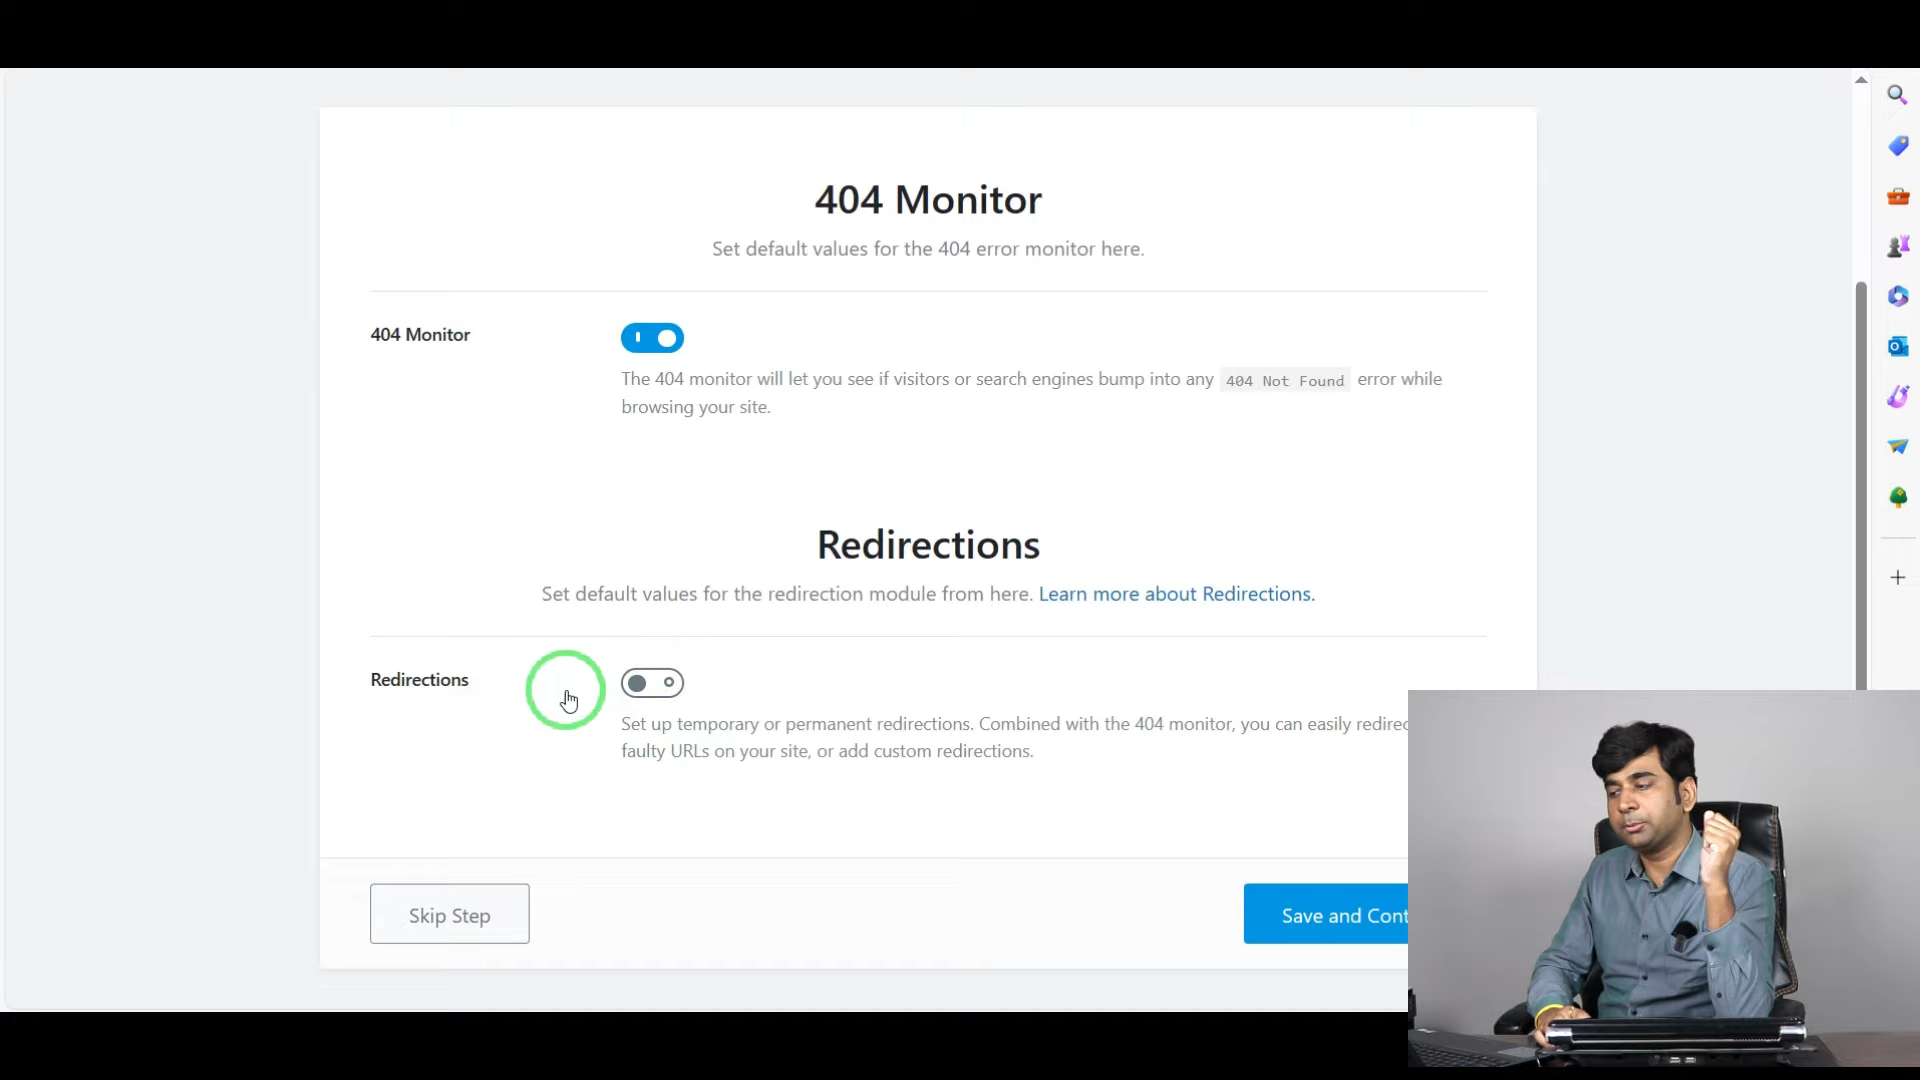 404 Monitor
Set default values for the 404 error monitor here.
404 Monitor
The 404 monitor will let you see if visitors or search engines bump into any 404 Not Found error while
browsing your site.
Redirections
Set default values for the redirection module from here. Learn more about Redirections.
Redirections
Set up temporary or permanent redirections. Combined with the 404 monitor, you can easily redirec
faulty URLs on your site, or add custom redirections.
Skip Step
Save and Cont